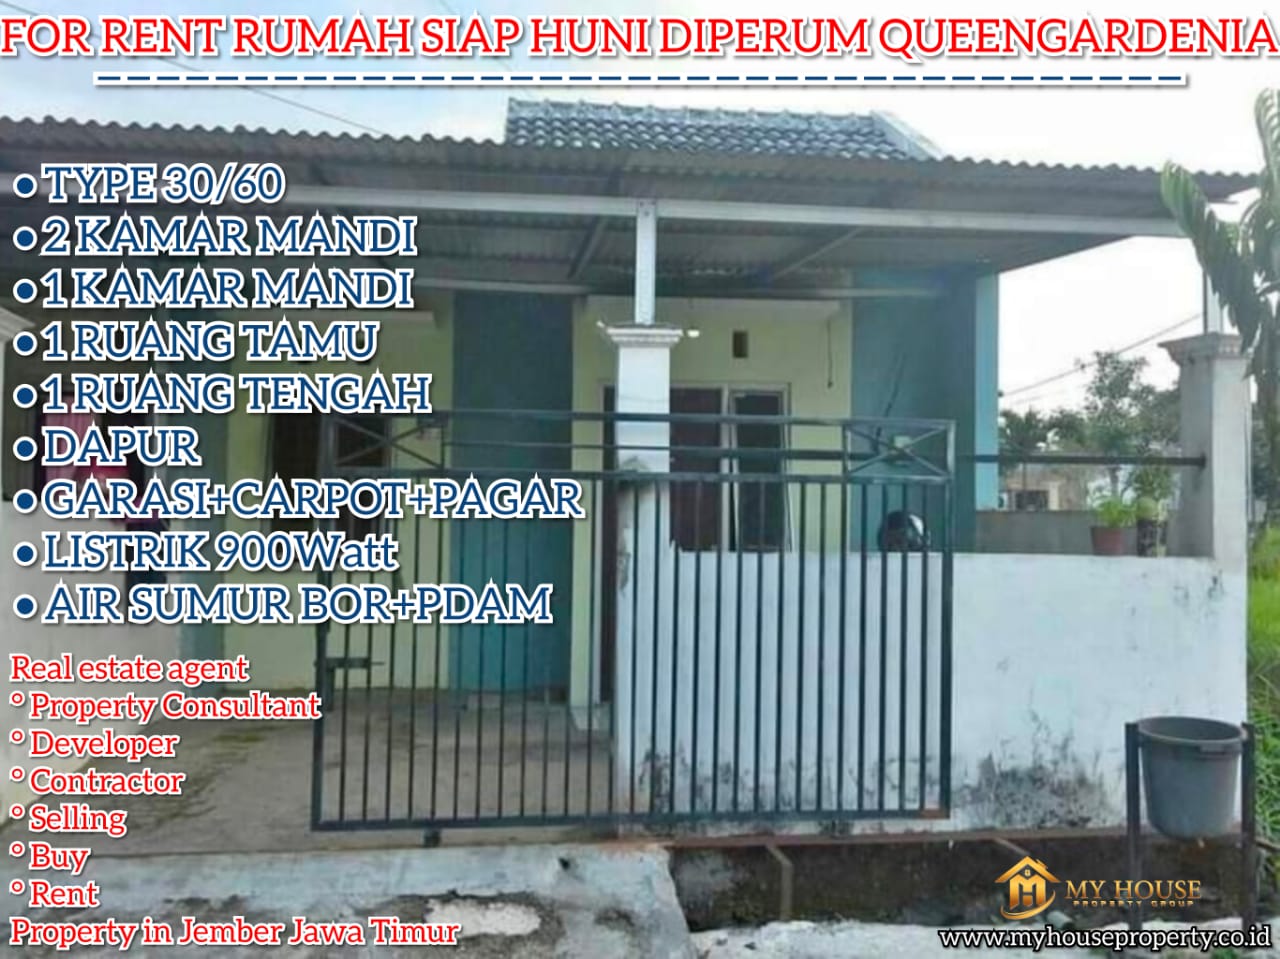 FOR RENT RUMAH SIAP HUNI DIPERUM QUEENGARDENIA
● TYPE 30/60
● 2 KAMAR MANDI
● 1 KAMAR MANDI
● 1 RUANG TAMU
● 1 RUANG TENGAH
● DAPUR
● GARASI+CARPOT+PAGAR
● LISTRIK 900Watt
● AIR SUMUR BOR+PDAM
Real estate agent
° Property Consultant
° Developer
° Contractor
° Selling
° Buy
° Rent
Property in Jember Jawa Timur
MY HOUSE
PROPERTY GROUP
www.myhouseproperty.co.id